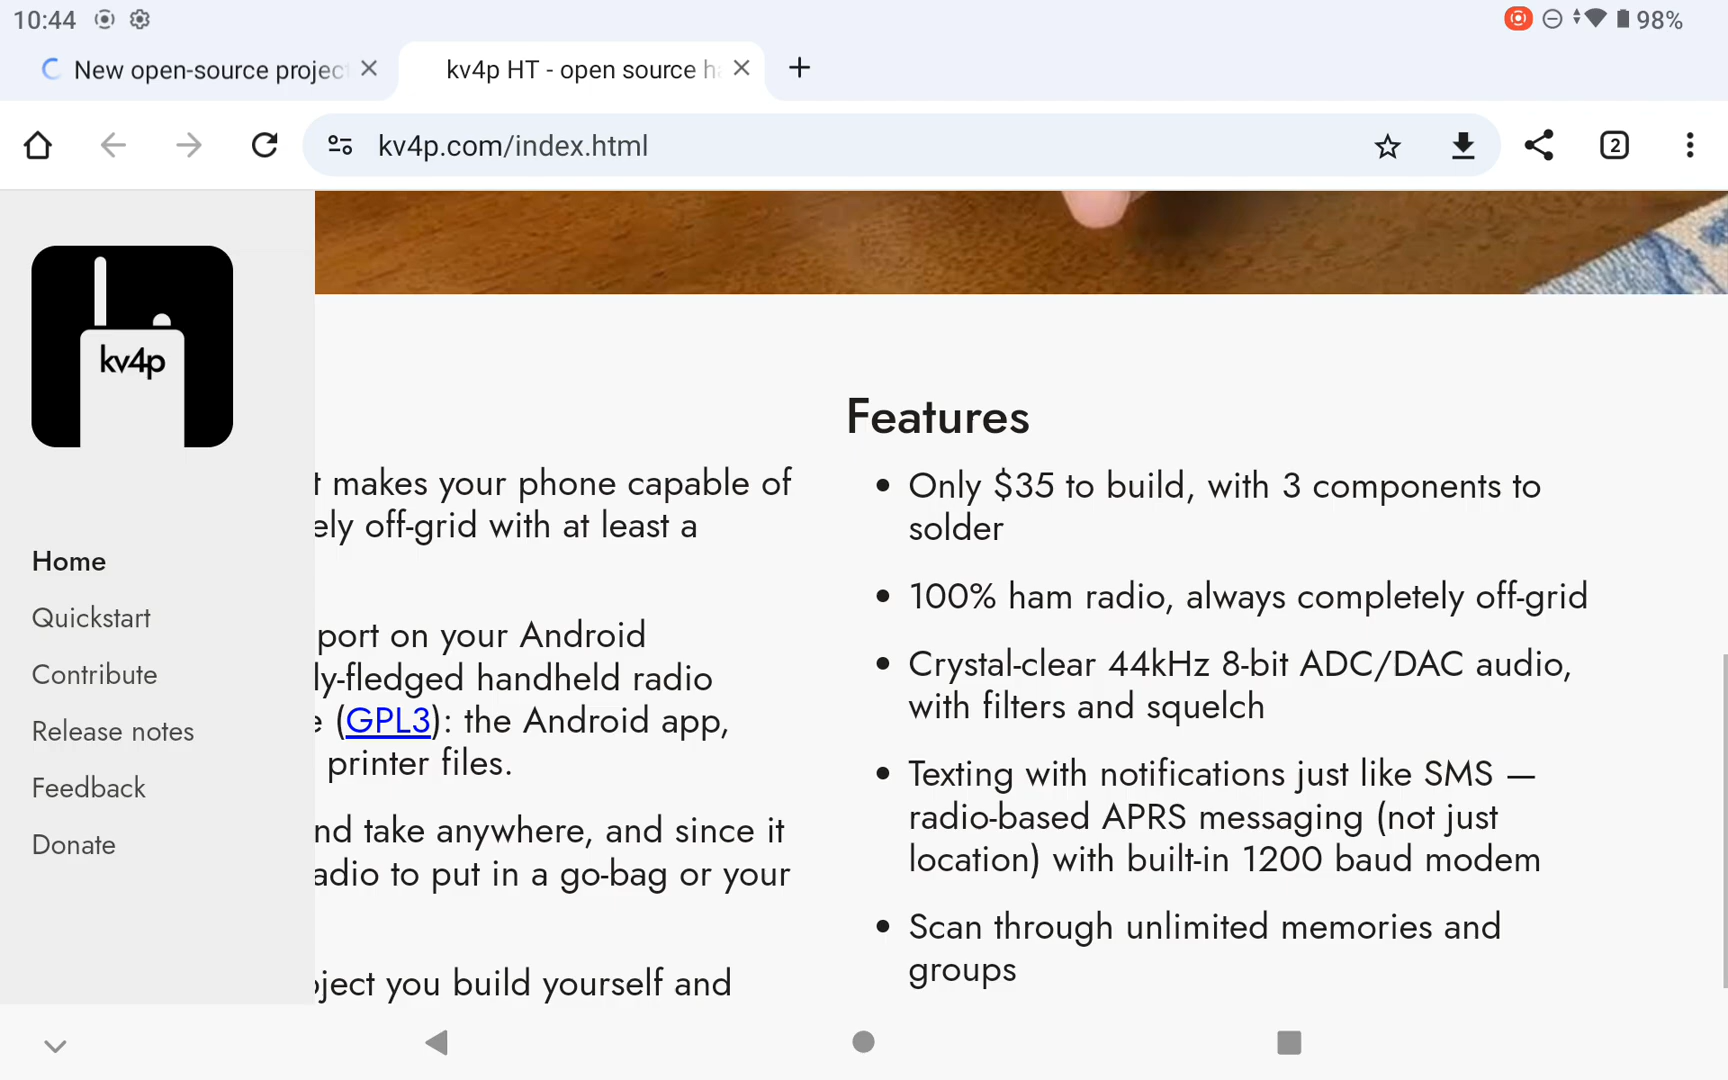 10:44
98%
New open-source projec
kv4p HT - open source ha
kv4p.com/index.html
2
kv4p
Home
Quickstart
Contribute
Release notes
Feedback
Donate
t makes your phone capable of
ely off-grid with at least a
port on your Android
ly-fledged handheld radio
e (GPL3): the Android app,
printer files.
nd take anywhere, and since it
adio to put in a go-bag or your
oject you build yourself and
Features
• Only $35 to build, with 3 components to
solder
• 100% ham radio, always completely off-grid
• Crystal-clear 44kHz 8-bit ADC/DAC audio,
with filters and squelch
• Texting with notifications just like SMS —
radio-based APRS messaging (not just
location) with built-in 1200 baud modem
• Scan through unlimited memories and
groups